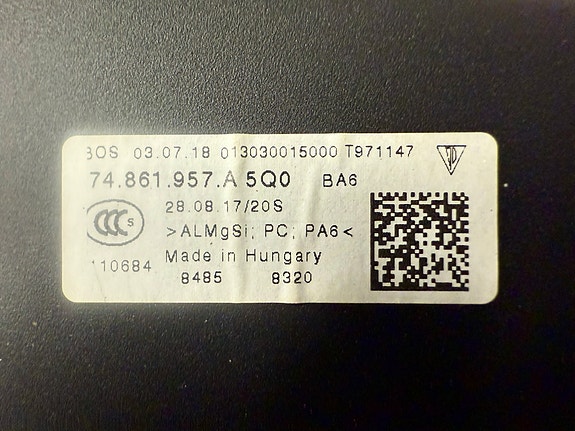 BOS 03.07.18 013030015000 T971147
74.861.957.A 5Q0 BA6
28.08.17/20S
CCC S
>ALMgSi; PC; PA6<
Made in Hungary
110684
8485 8320